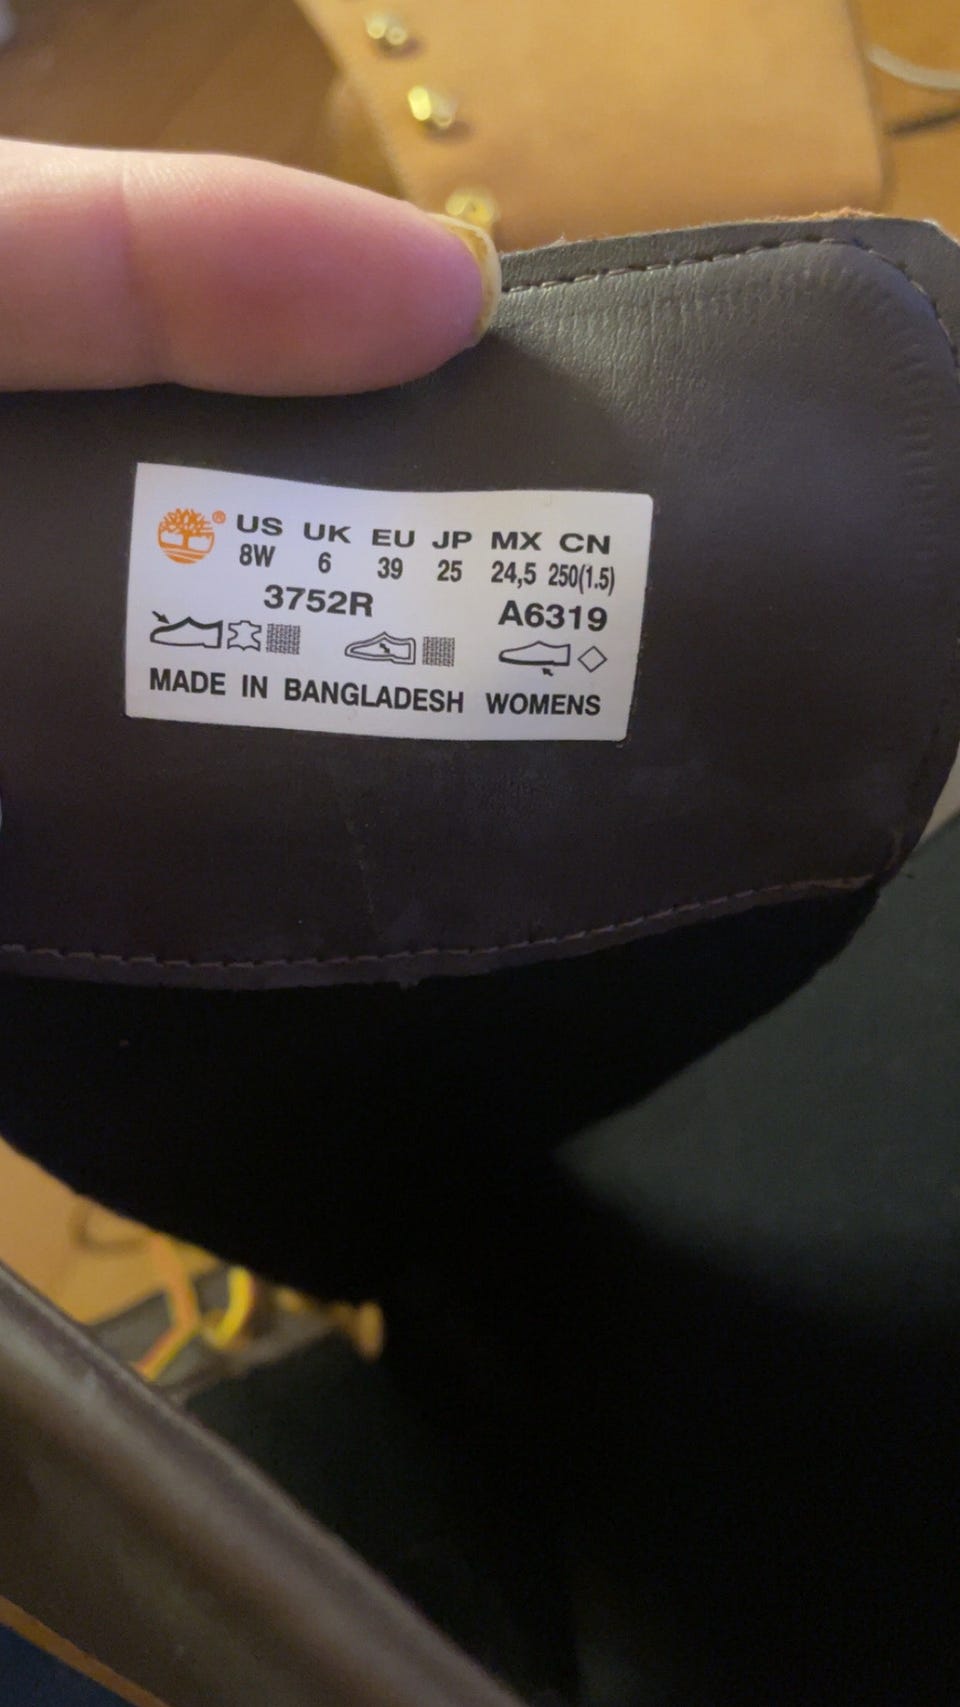 ® US UK EU JP MX CN
8W 6 39 25 24,5 250(1.5)
3752R A6319
MADE IN BANGLADESH WOMENS